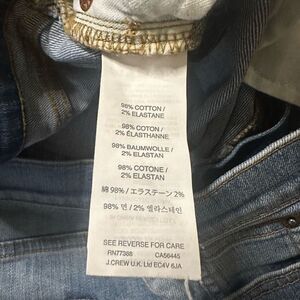 98% COTTON /
2% ELASTANE
98% COTON /
2% ÉLASTHANNE
98% BAUMWOLLE /
2% ELASTAN
98% COTONE /
2% ELASTAN
綿 98% / エラステーン 2%
98% 면 / 2% 엘라스테인
SEE REVERSE FOR CARE
RN77388 CA56445
J.CREW U.K. Ltd EC4V 6JA